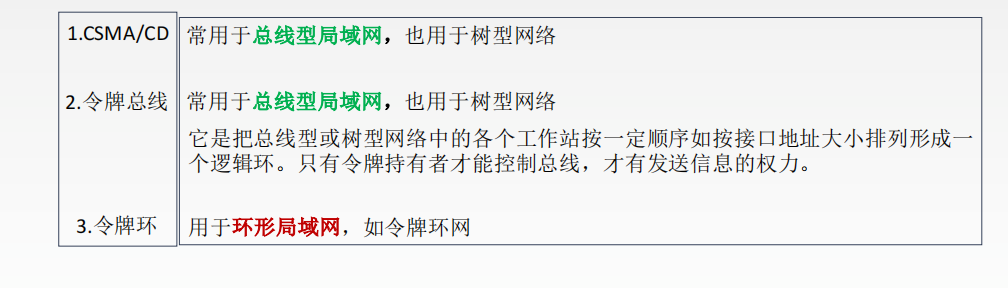 1.CSMA/CD 常用于总线型局域网，也用于树型网络
2.令牌总线 常用于总线型局域网，也用于树型网络
它是把总线型或树型网络中的各个工作站按一定顺序如按接口地址大小排列形成一
个逻辑环。只有令牌持有者才能控制总线，才有发送信息的权力。
3.令牌环 用于环形局域网，如令牌环网